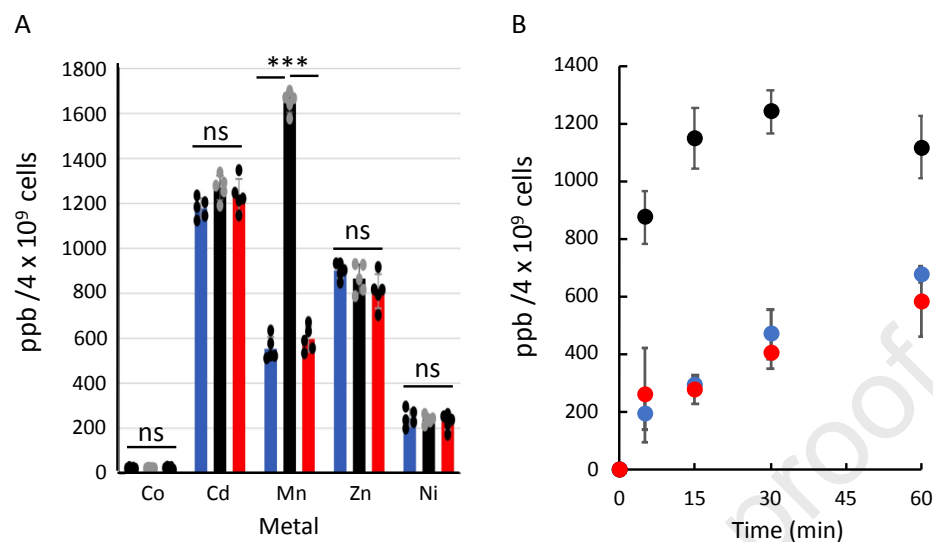 A
ppb /4 x 10⁹ cells
1800
1600
1400
1200
1000
800
600
400
200
0
ns
ns
***
ns
ns
Co Cd Mn Zn Ni
Metal
B
ppb /4 x 10⁹ cells
1400
1200
1000
800
600
400
200
0
0 15 30 45 60
Time (min)
proof